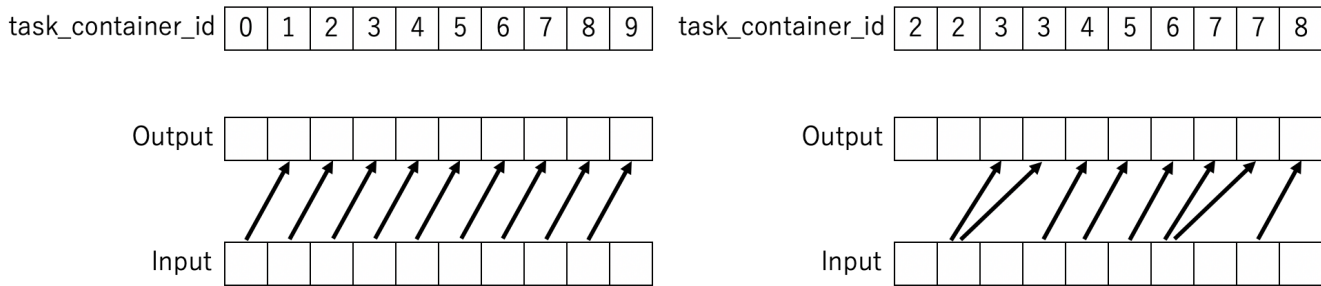 task_container_id 0 1 2 3 4 5 6 7 8 9
Output
Input
task_container_id 2 2 3 3 4 5 6 7 7 8
Output
Input